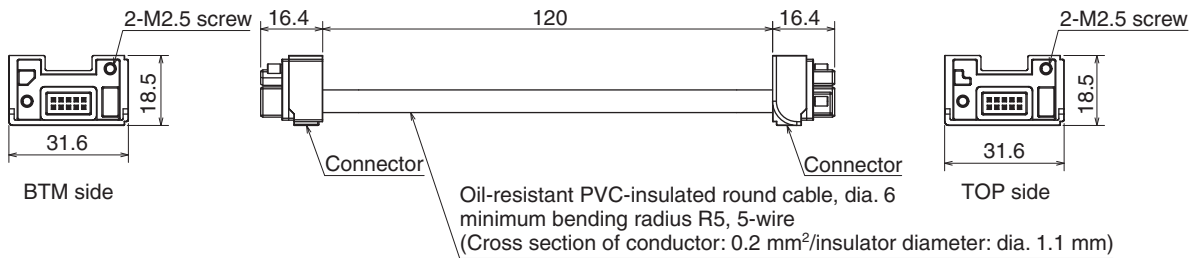 2-M2.5 screw
16.4
120
16.4
2-M2.5 screw
18.5
31.6
BTM side
Connector
Connector
18.5
31.6
TOP side
Oil-resistant PVC-insulated round cable, dia. 6
minimum bending radius R5, 5-wire
(Cross section of conductor: 0.2 mm²/insulator diameter: dia. 1.1 mm)